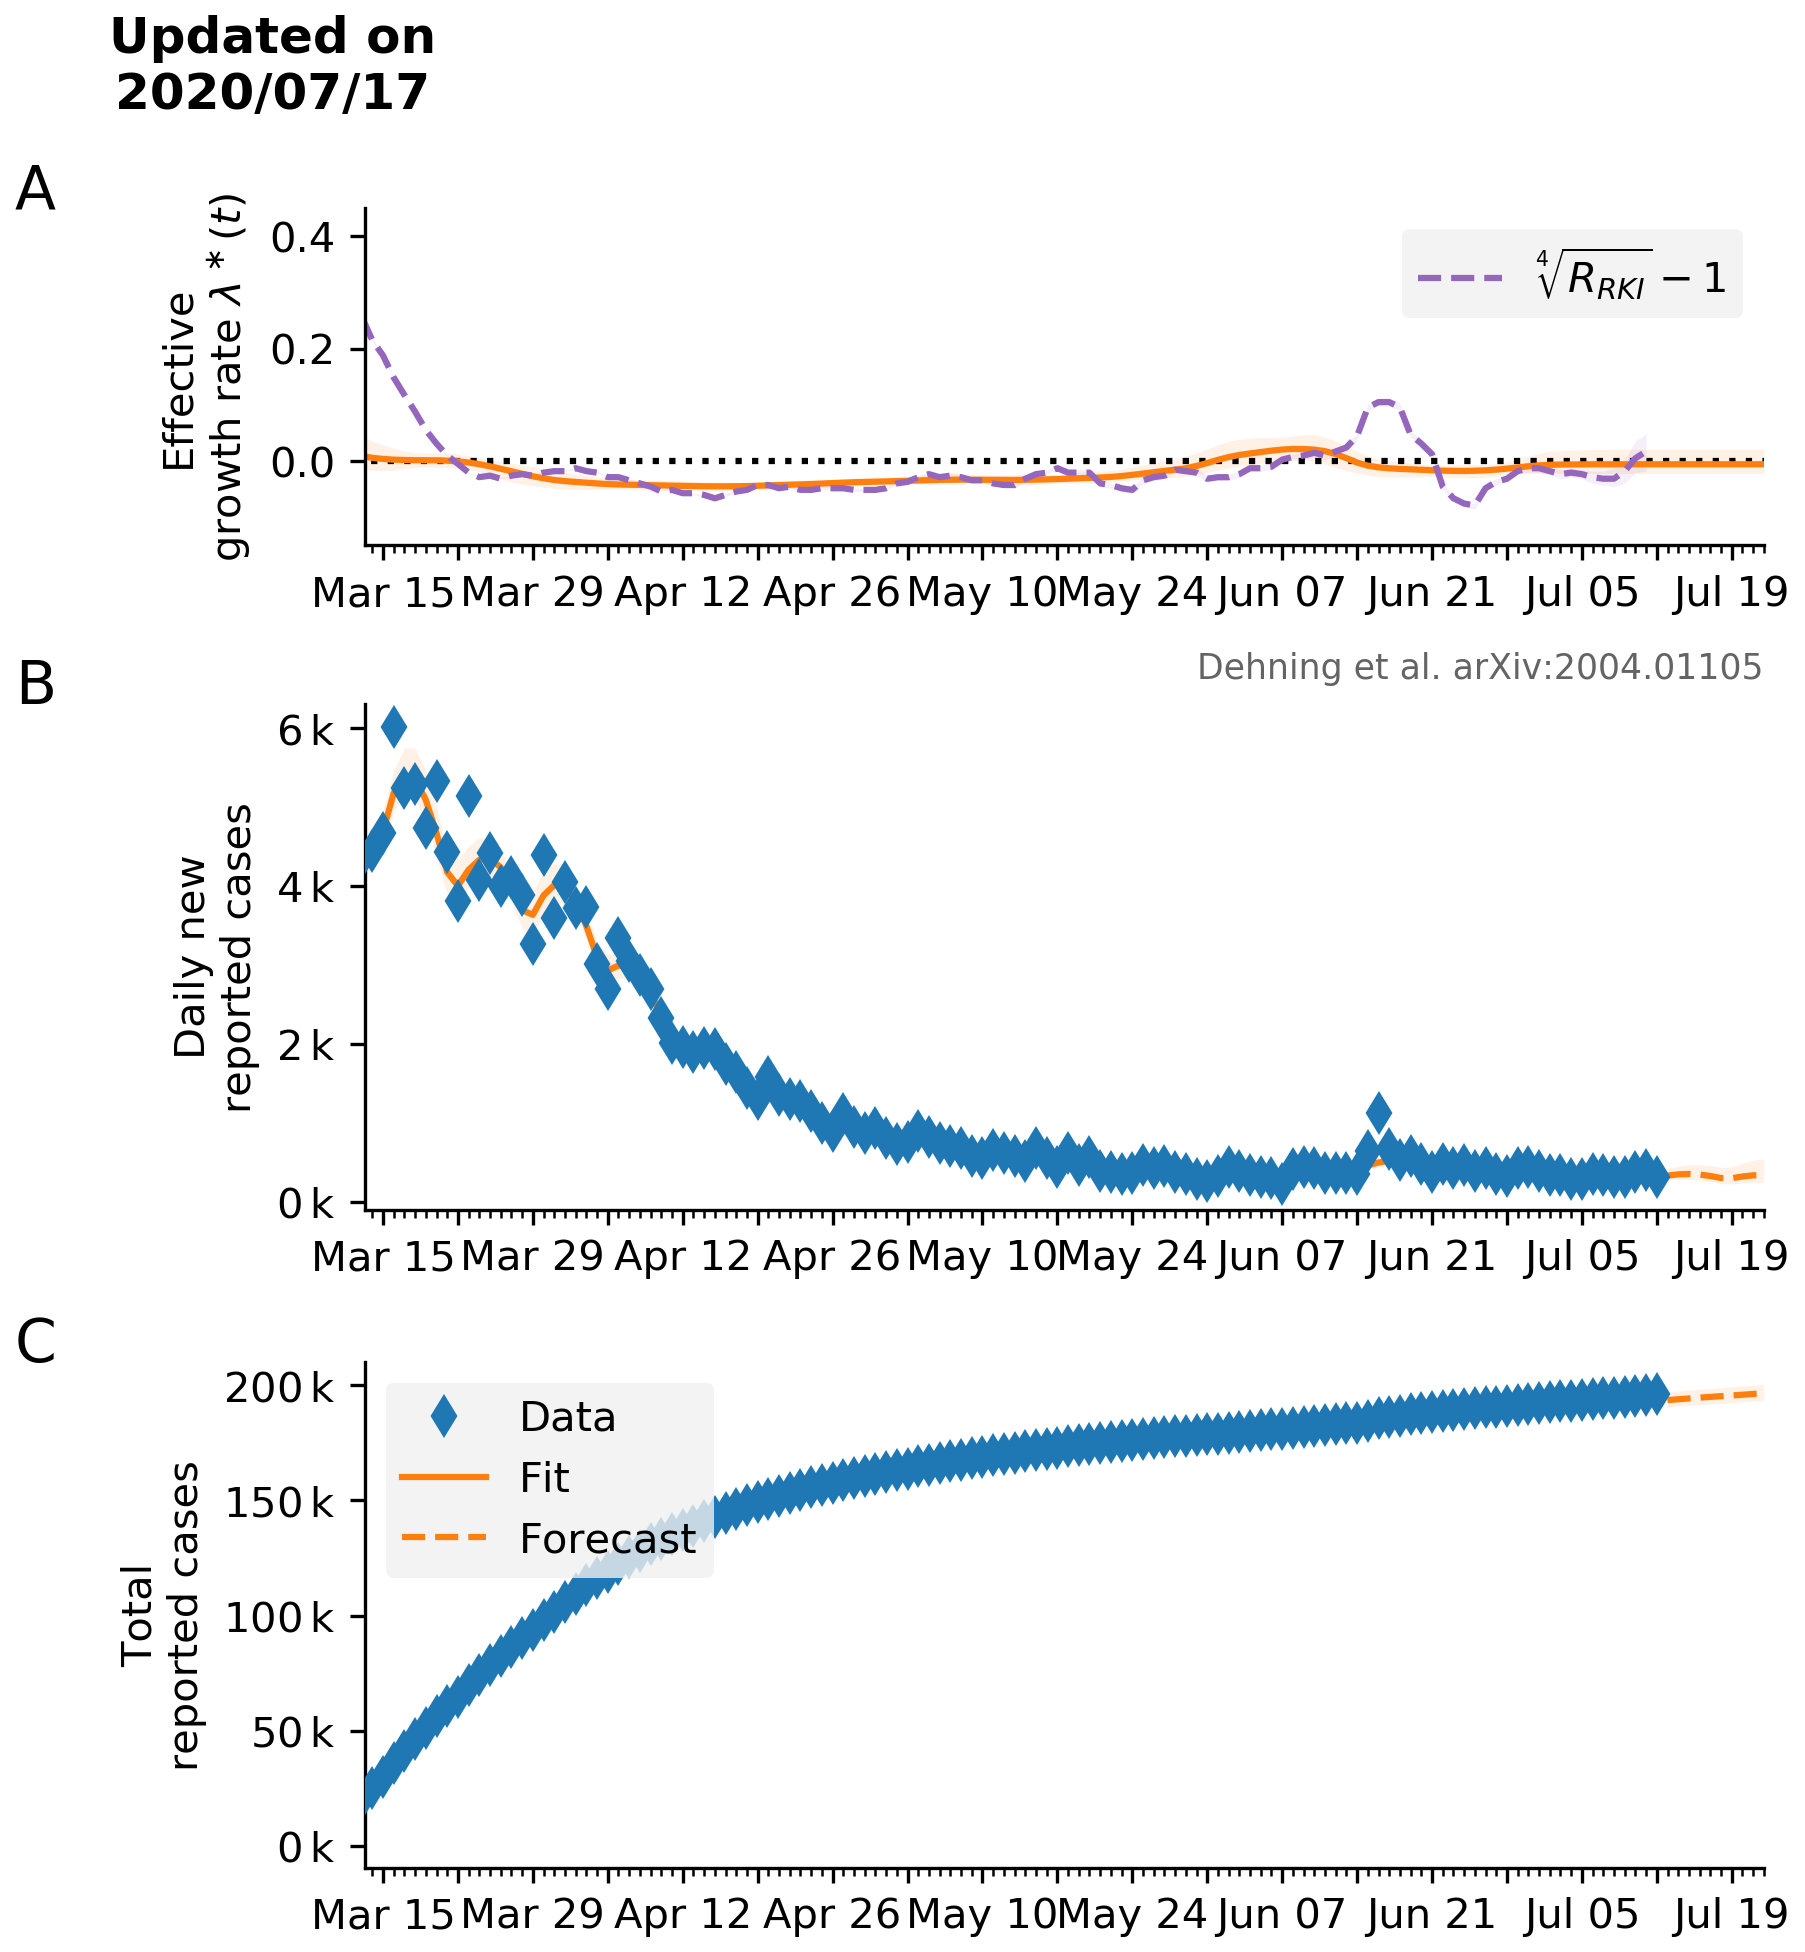 Updated on
2020/07/17
A
Effective
growth rate λ * (t)
0.4
0.2
0.0
∜R_RKI − 1
Mar 15 Mar 29 Apr 12 Apr 26 May 10 May 24 Jun 07 Jun 21 Jul 05 Jul 19
B
Dehning et al. arXiv:2004.01105
Daily new
reported cases
6 k
4 k
2 k
0 k
Mar 15 Mar 29 Apr 12 Apr 26 May 10 May 24 Jun 07 Jun 21 Jul 05 Jul 19
C
Total
reported cases
200 k
150 k
100 k
50 k
0 k
Data
Fit
Forecast
Mar 15 Mar 29 Apr 12 Apr 26 May 10 May 24 Jun 07 Jun 21 Jul 05 Jul 19